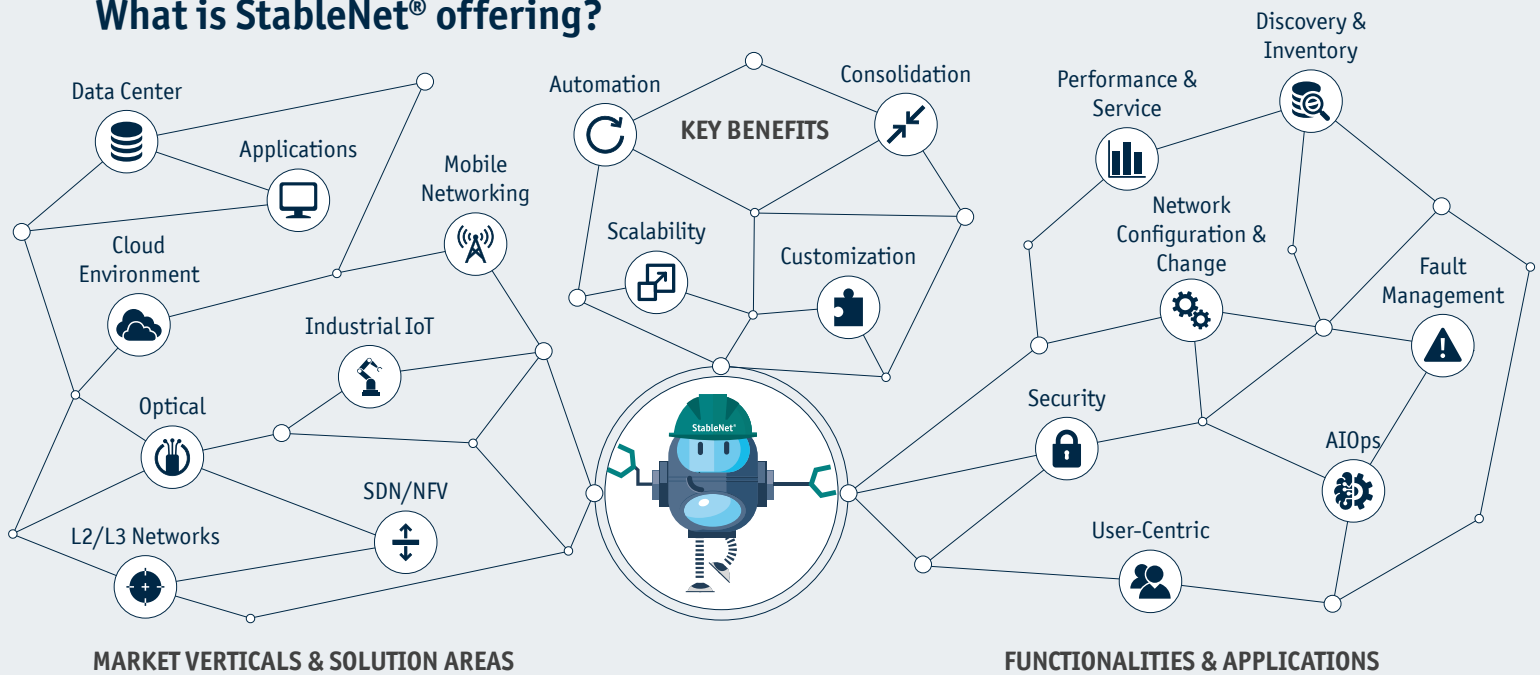 What is StableNet® offering?
Data Center
Applications
Mobile
Networking
Cloud
Environment
Industrial IoT
Optical
SDN/NFV
L2/L3 Networks
MARKET VERTICALS & SOLUTION AREAS
Automation
Consolidation
KEY BENEFITS
Scalability
Customization
StableNet®
Discovery &
Inventory
Performance &
Service
Network
Configuration &
Change
Fault
Management
Security
AIOps
User-Centric
FUNCTIONALITIES & APPLICATIONS